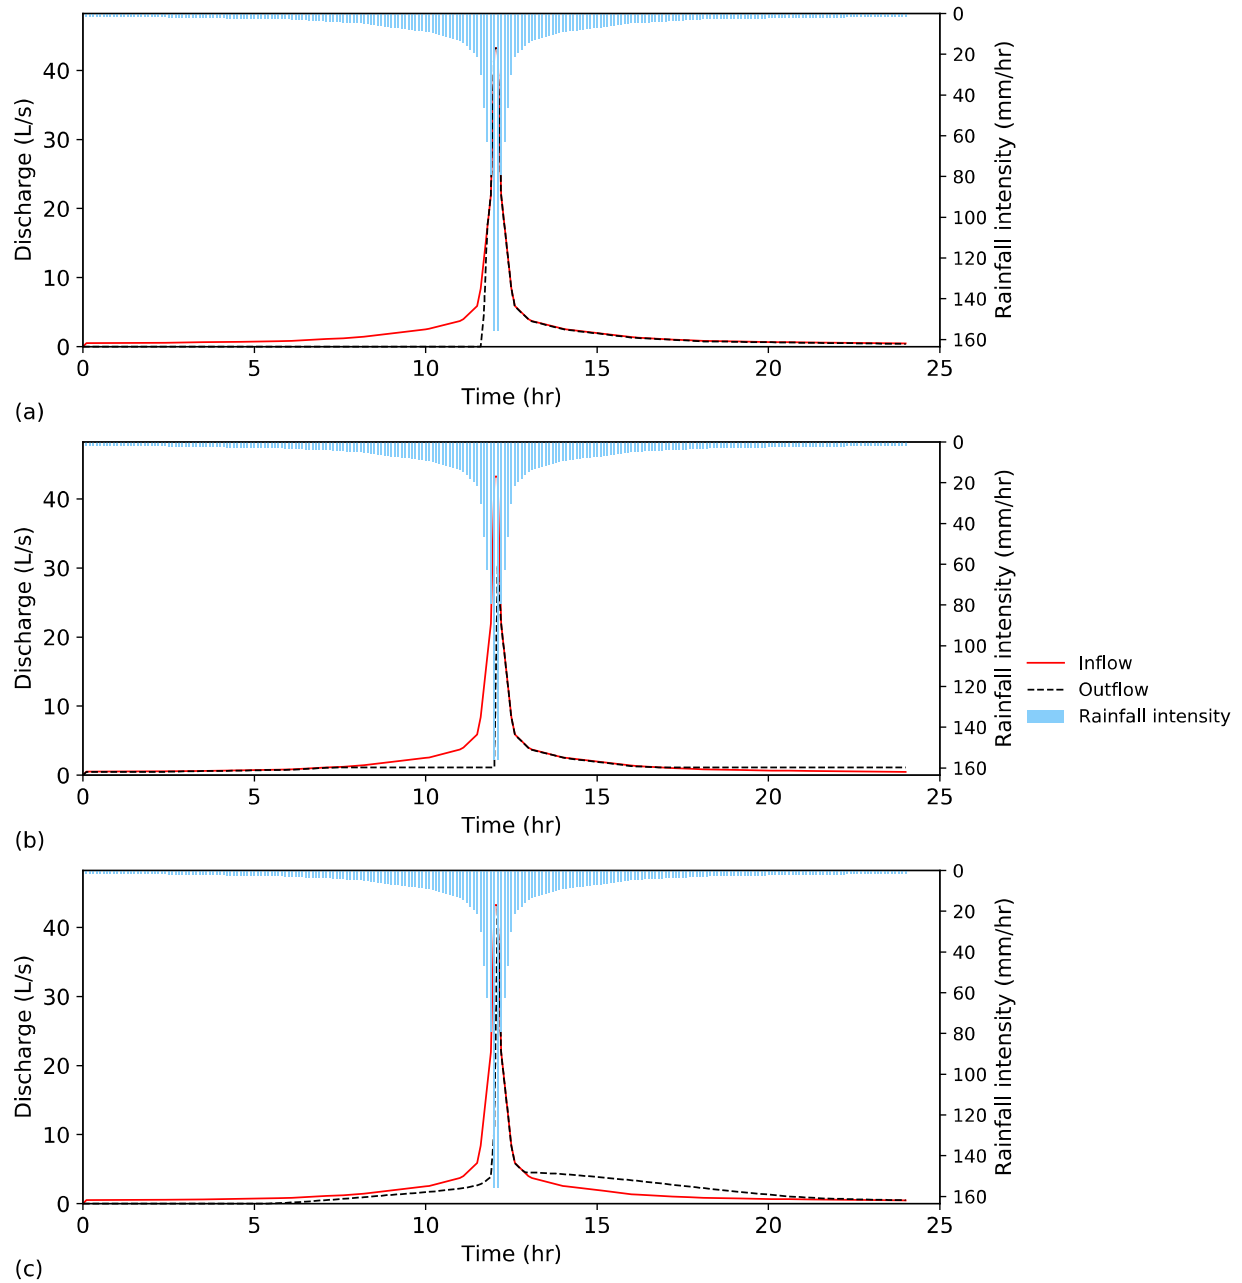 0
20
40
60
80
100
120
140
160
Rainfall intensity (mm/hr)
40
30
20
10
0
Discharge (L/s)
0 5 10 15 20 25
Time (hr)
(a)
0
20
40
60
80
100
120
140
160
Rainfall intensity (mm/hr)
40
30
20
10
0
Discharge (L/s)
0 5 10 15 20 25
Time (hr)
(b)
Inflow
Outflow
Rainfall intensity
0
20
40
60
80
100
120
140
160
Rainfall intensity (mm/hr)
40
30
20
10
0
Discharge (L/s)
0 5 10 15 20 25
Time (hr)
(c)